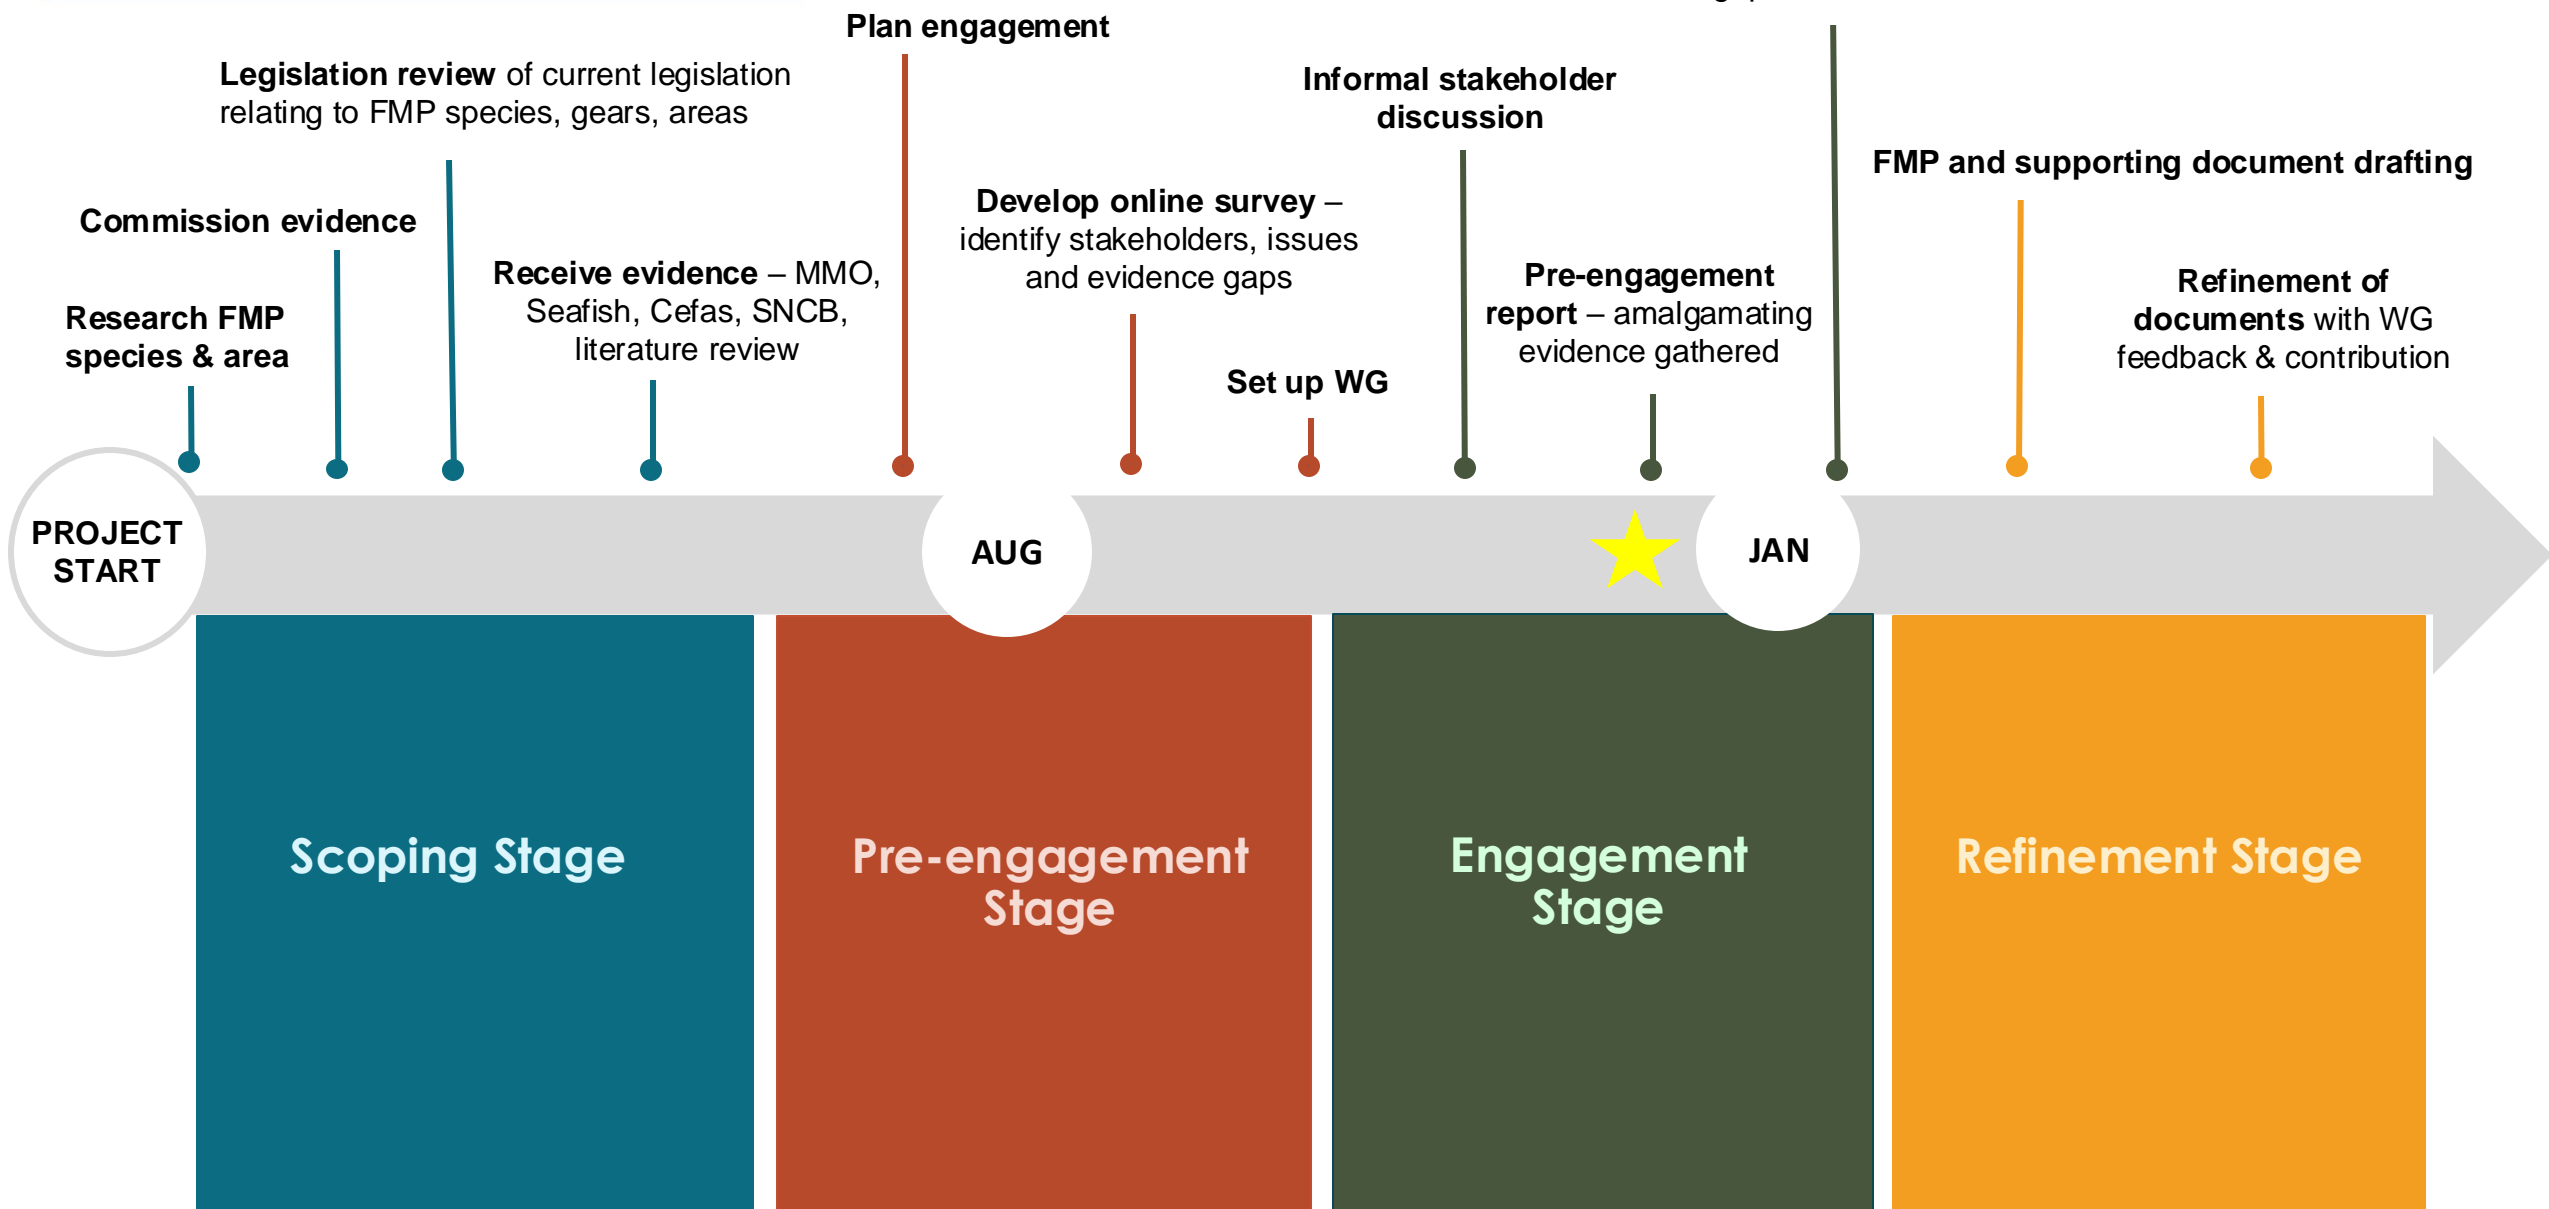 Plan engagement
Legislation review of current legislation
relating to FMP species, gears, areas
Informal stakeholder
discussion
FMP and supporting document drafting
Commission evidence
Develop online survey –
identify stakeholders, issues
and evidence gaps
Receive evidence – MMO,
Seafish, Cefas, SNCB,
literature review
Pre-engagement
report – amalgamating
evidence gathered
Refinement of
documents with WG
feedback & contribution
Research FMP
species & area
Set up WG
PROJECT
START
AUG
JAN
Scoping Stage
Pre-engagement
Stage
Engagement
Stage
Refinement Stage